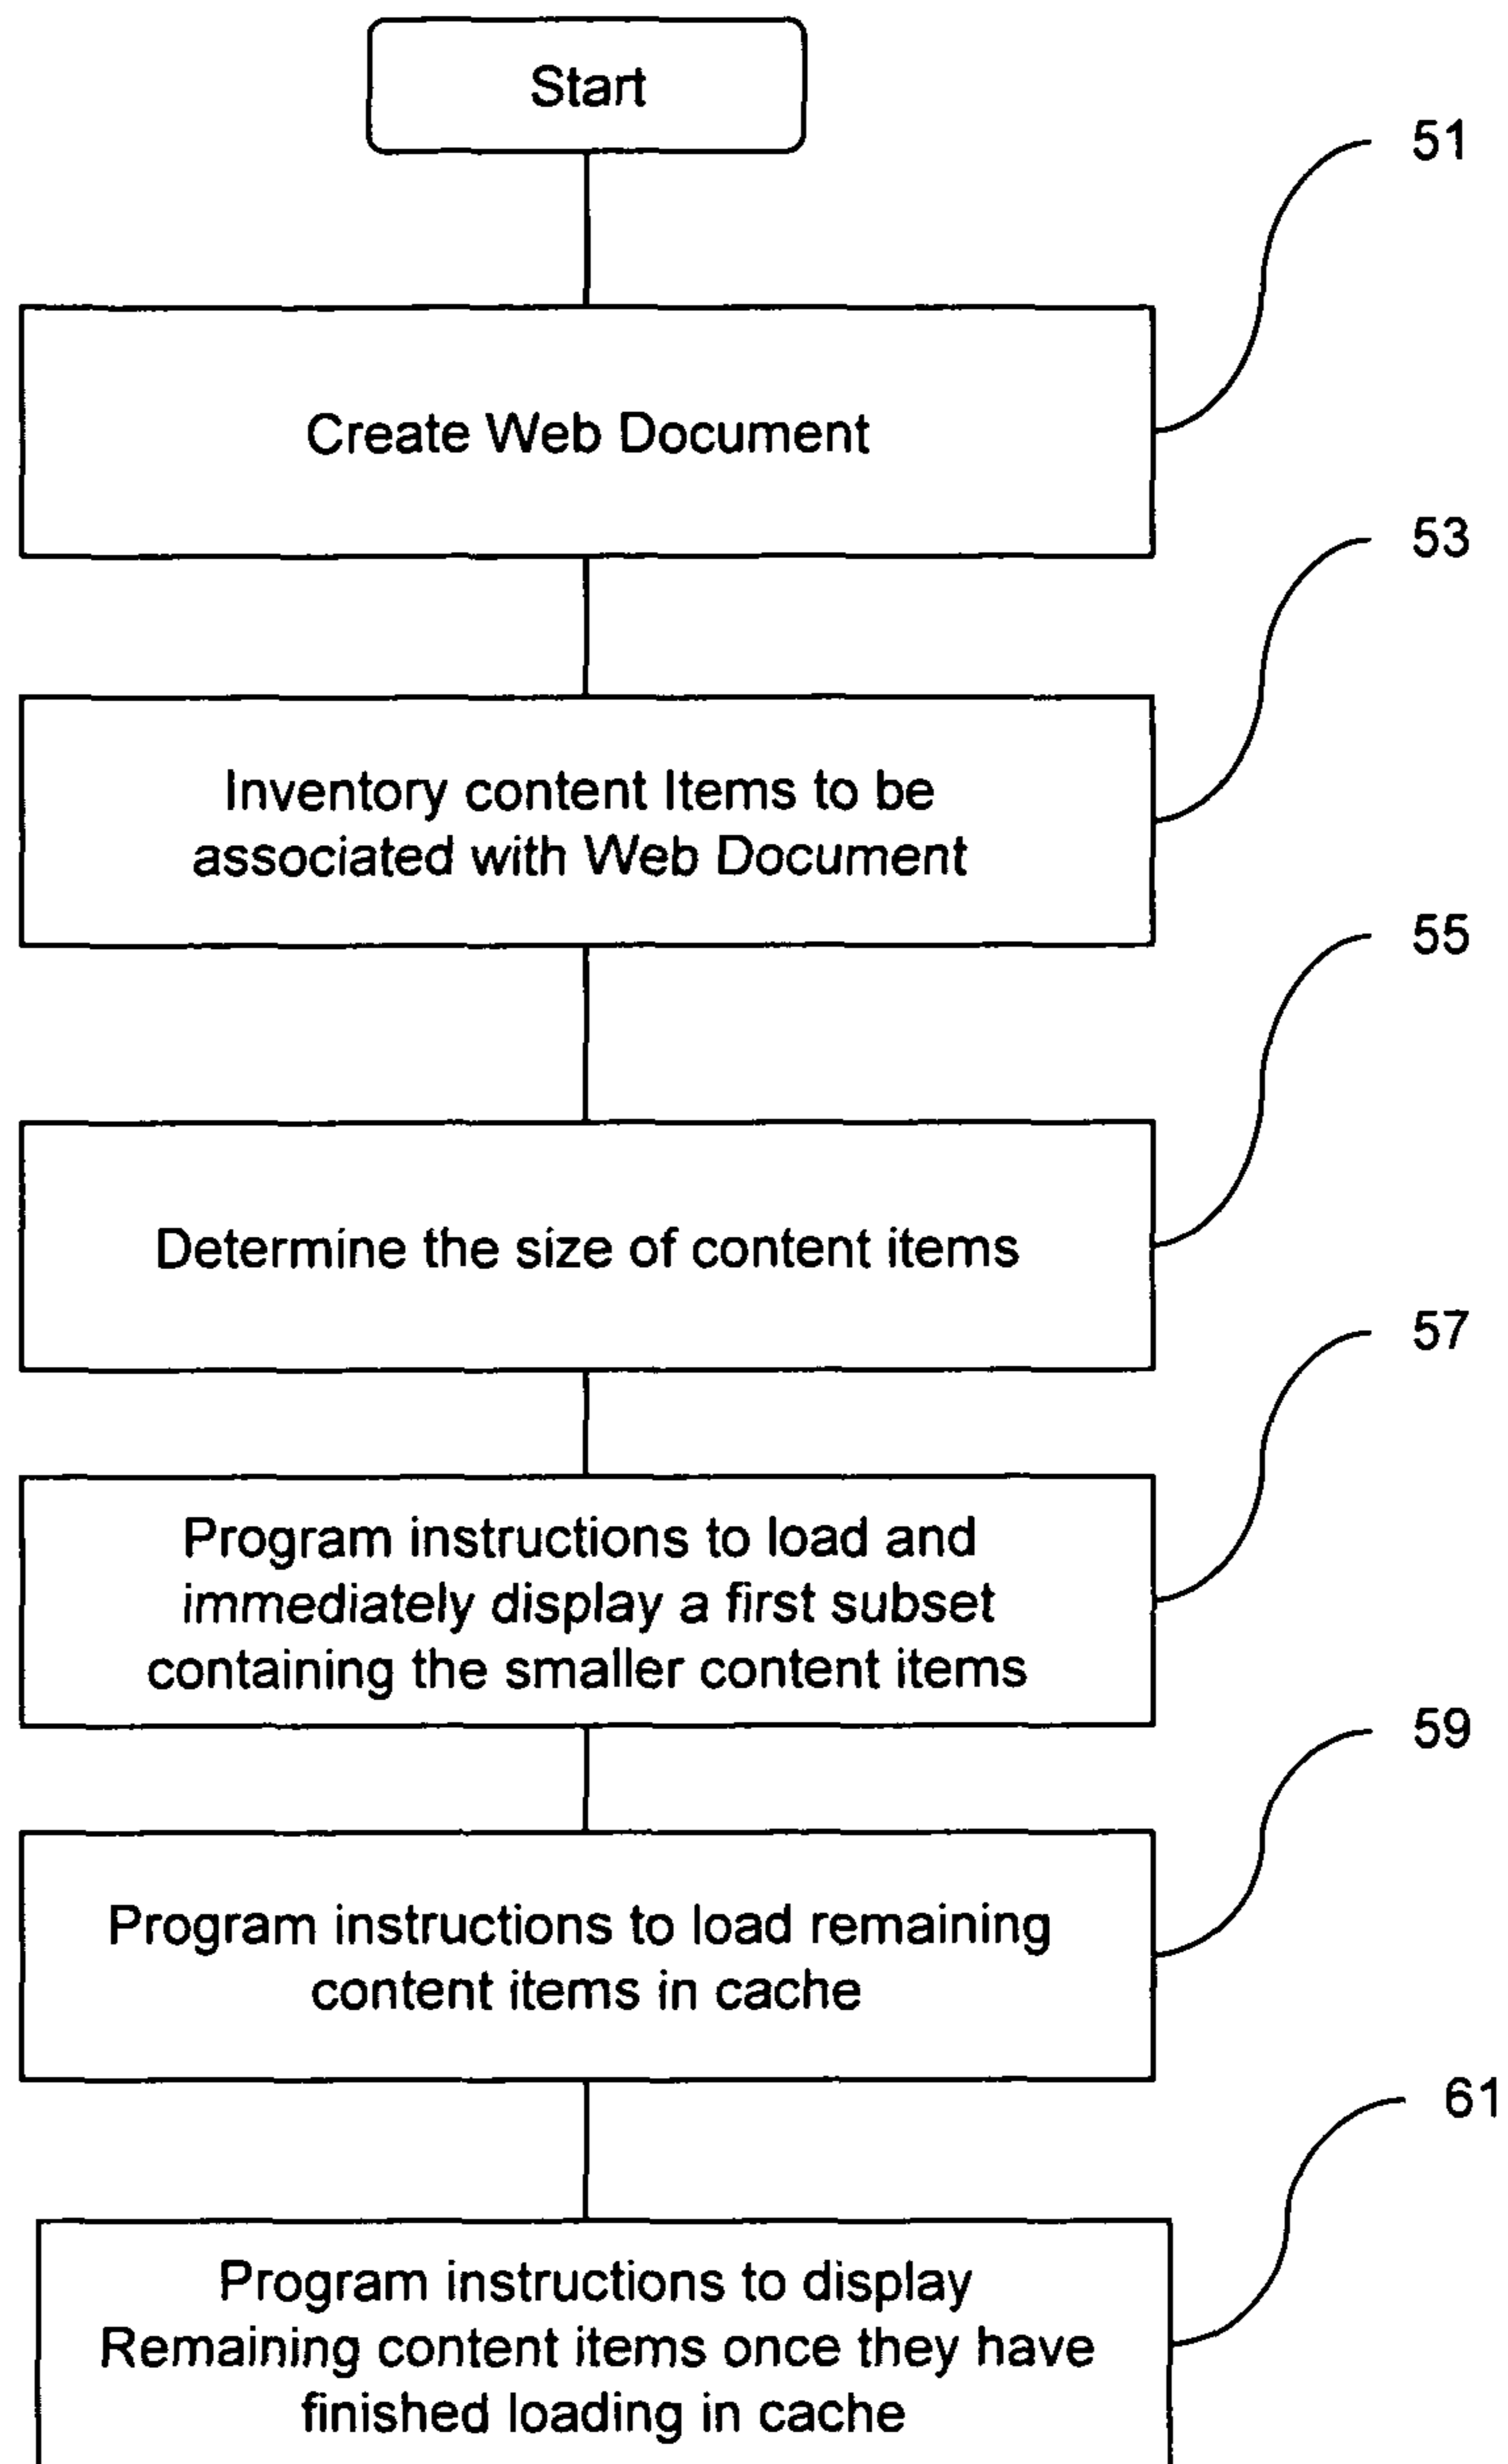 Start
51
Create Web Document
53
Inventory content Items to be
associated with Web Document
55
Determine the size of content items
57
Program instructions to load and
immediately display a first subset
containing the smaller content items
59
Program instructions to load remaining
content items in cache
61
Program instructions to display
Remaining content items once they have
finished loading in cache